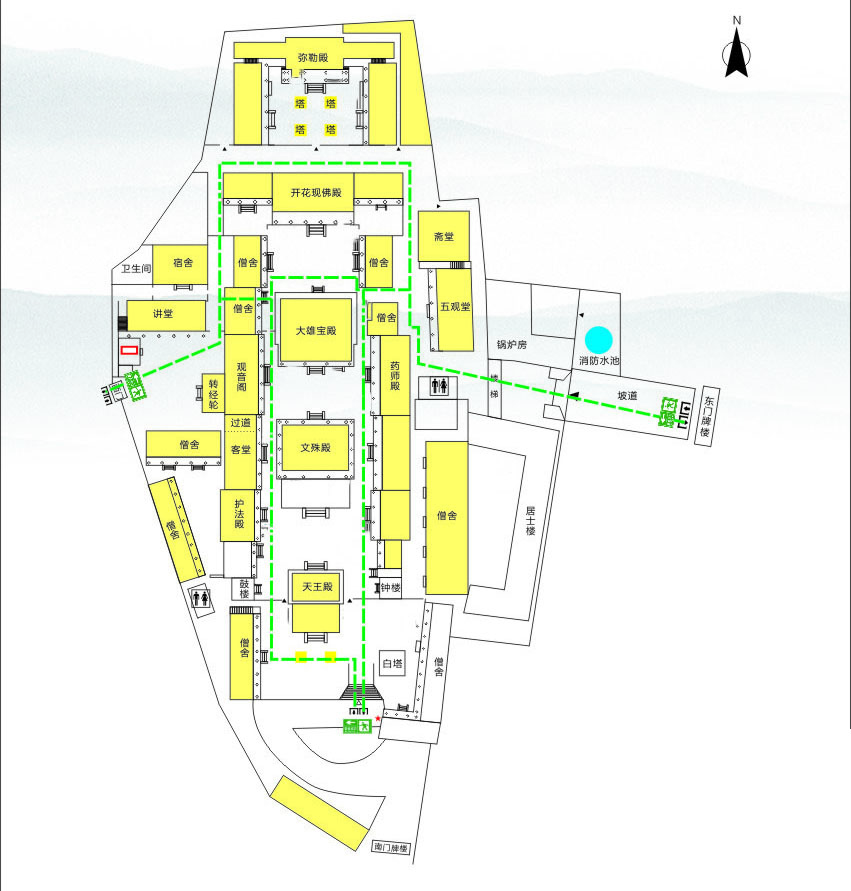 N
弥勒殿
塔 塔
塔 塔
开花现佛殿
斋堂
僧舍
僧舍
宿舍
卫生间
五观堂
僧舍
僧舍
讲堂
大雄宝殿
锅炉房
消防水池
观音阁
药师殿
楼梯
转经轮
坡道
东门牌楼
过道
僧舍
客堂
文殊殿
护法殿
僧舍
居士楼
僧舍
天王殿
鼓楼
钟楼
僧舍
白塔
僧舍
南门牌楼